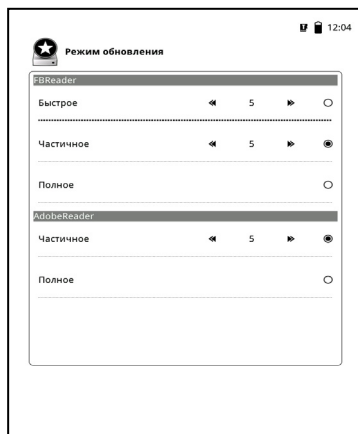 12:04
Режим обновления
FBReader
Быстрое 5
Частичное 5
Полное
AdobeReader
Частичное 5
Полное